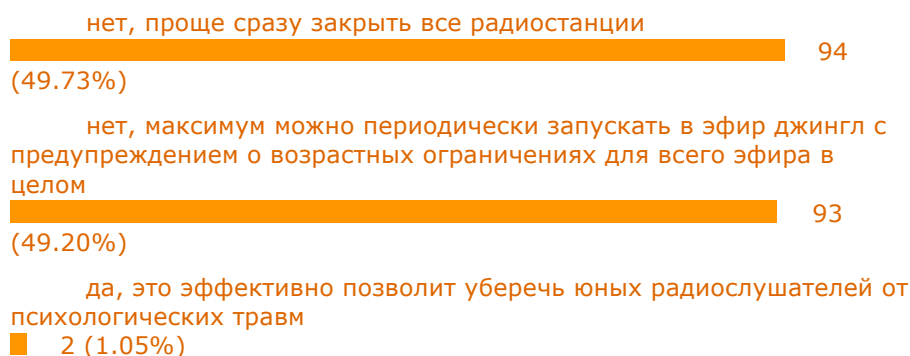 нет, проще сразу закрыть все радиостанции
94
(49.73%)
нет, максимум можно периодически запускать в эфир джингл с
предупреждением о возрастных ограничениях для всего эфира в
целом
93
(49.20%)
да, это эффективно позволит уберечь юных радиослушателей от
психологических травм
2 (1.05%)